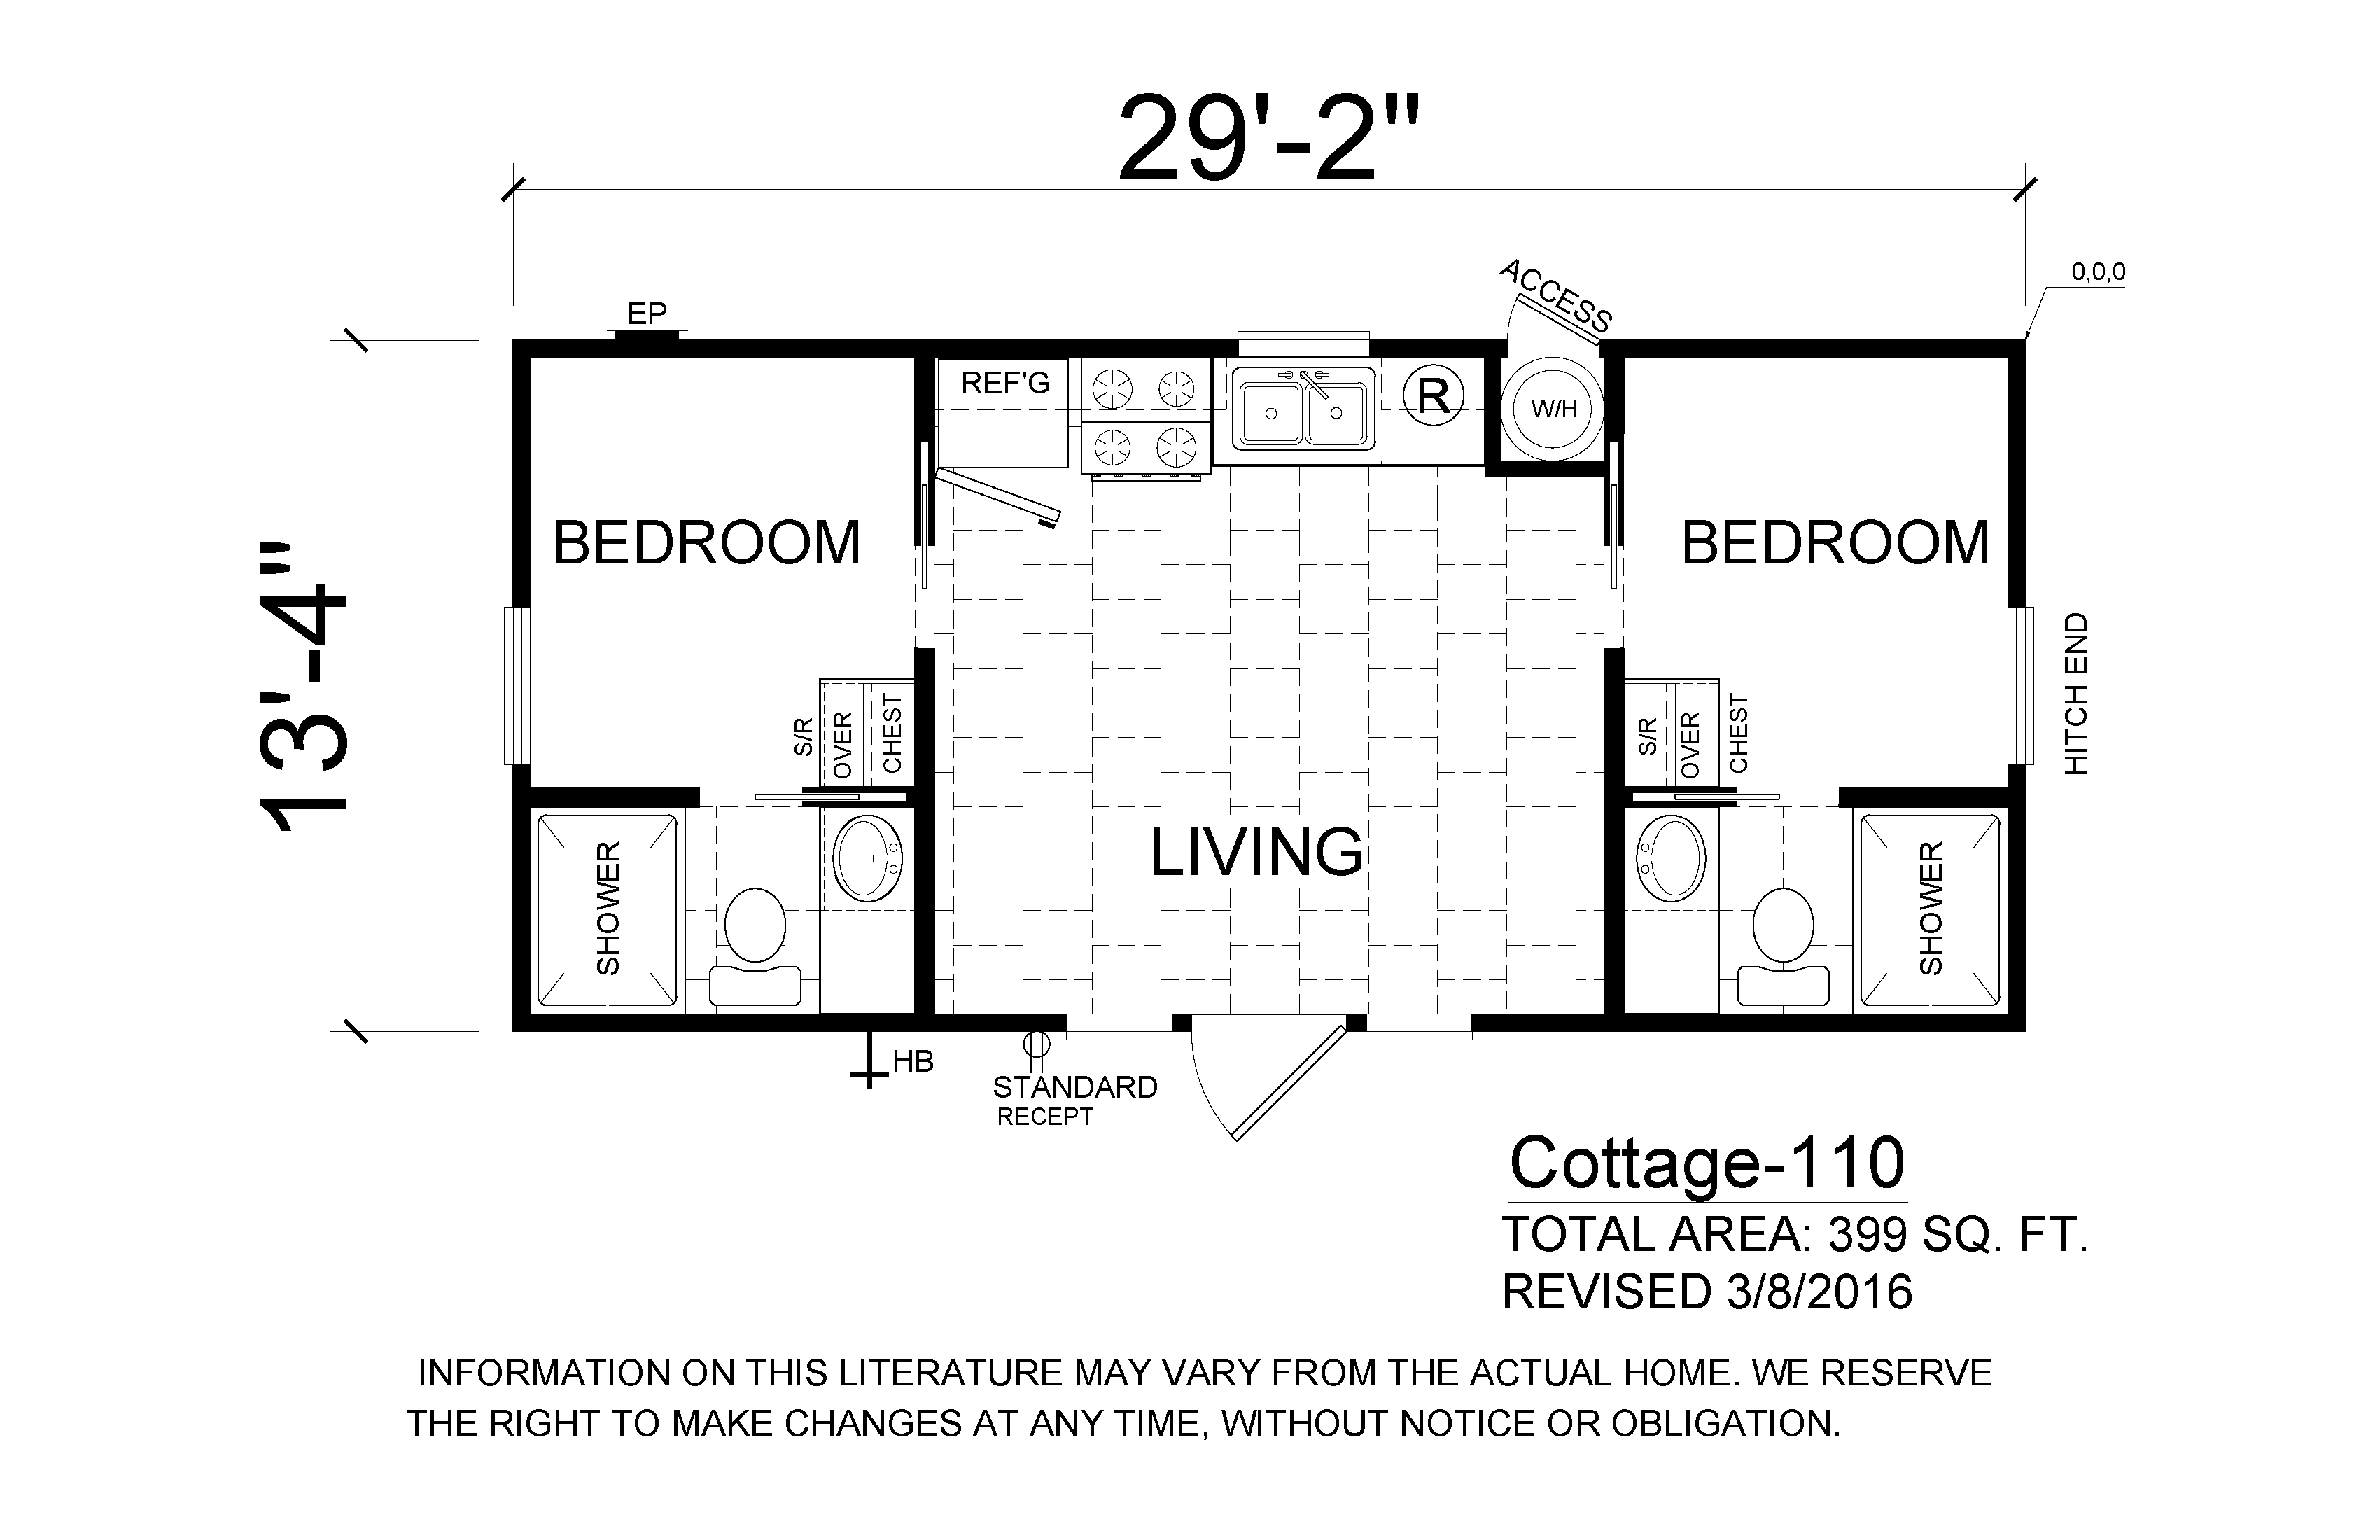 29'-2"
0,0,0
ACCESS
EP
REF'G
R
W/H
BEDROOM
BEDROOM
13'-4"
HITCH END
S/R
OVER
CHEST
S/R
OVER
CHEST
LIVING
SHOWER
SHOWER
HB
STANDARD
RECEPT
Cottage-110
TOTAL AREA: 399 SQ. FT.
REVISED 3/8/2016
INFORMATION ON THIS LITERATURE MAY VARY FROM THE ACTUAL HOME. WE RESERVE
THE RIGHT TO MAKE CHANGES AT ANY TIME, WITHOUT NOTICE OR OBLIGATION.